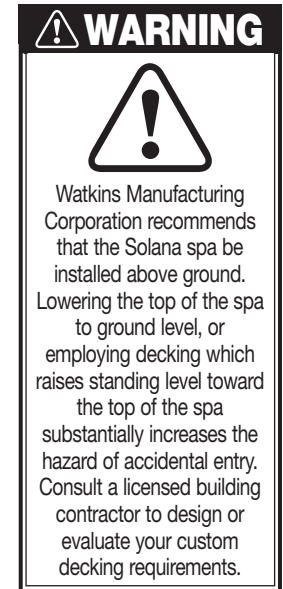 WARNING
Watkins Manufacturing
Corporation recommends
that the Solana spa be
installed above ground.
Lowering the top of the spa
to ground level, or
employing decking which
raises standing level toward
the top of the spa
substantially increases the
hazard of accidental entry.
Consult a licensed building
contractor to design or
evaluate your custom
decking requirements.